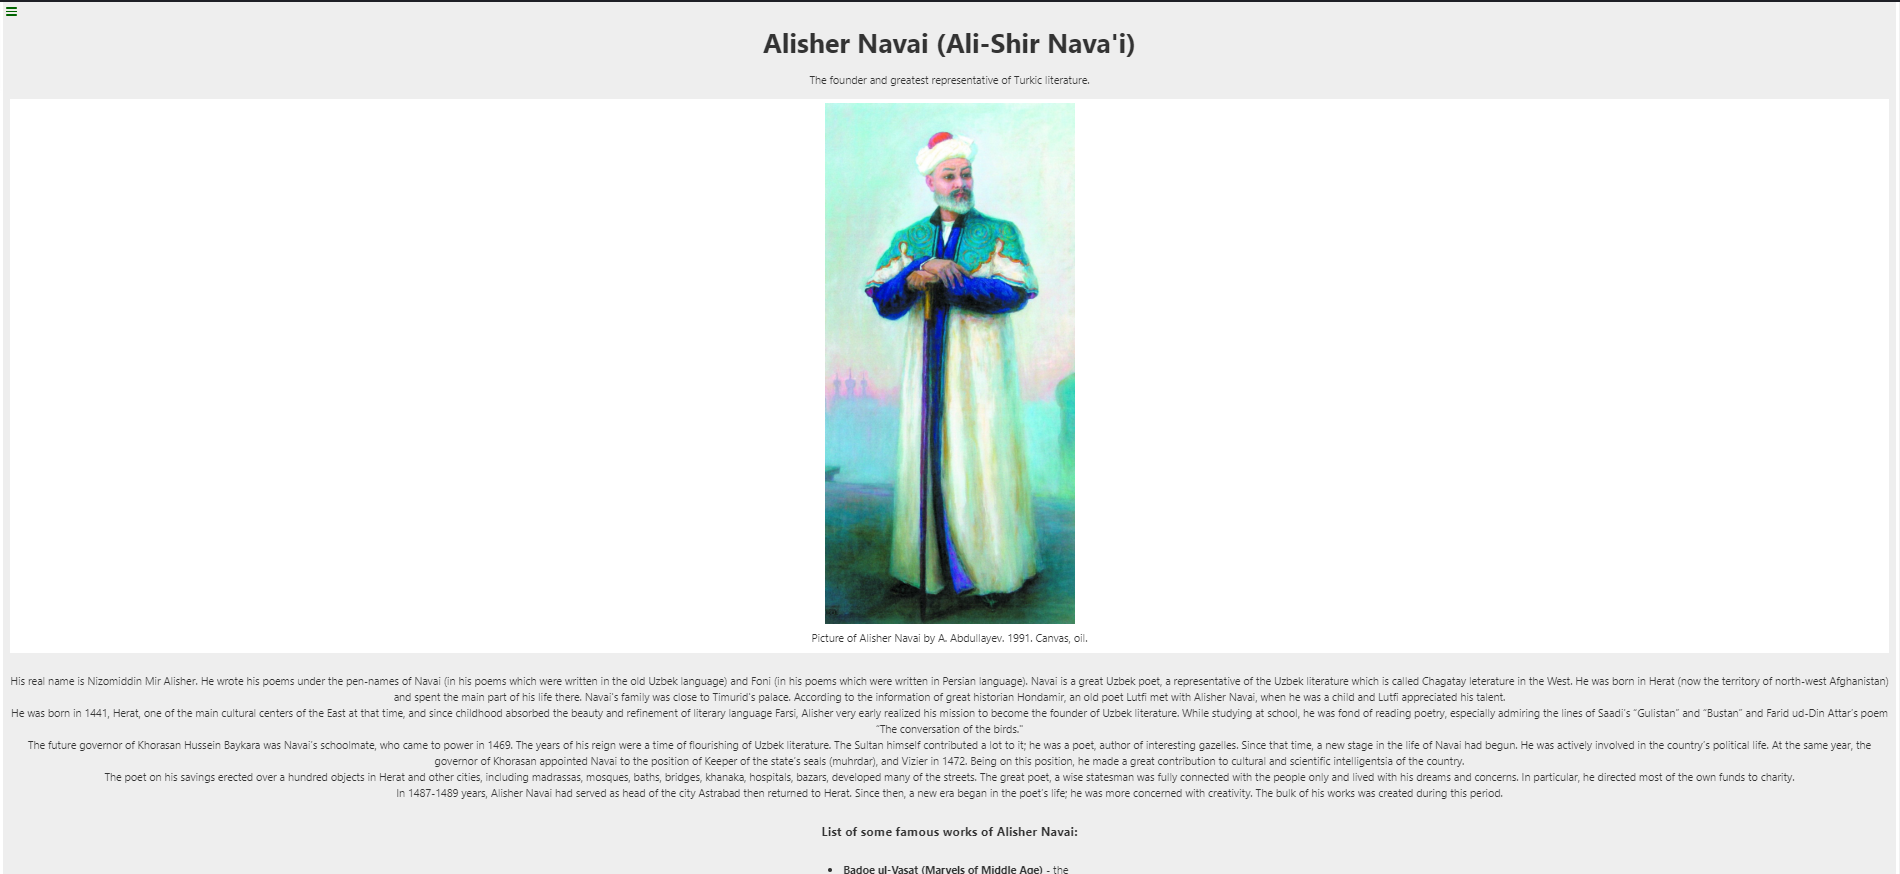 Alisher Navai (Ali-Shir Nava'i)
The founder and greatest representative of Turkic literature.
Picture of Alisher Navai by A. Abdullayev. 1991. Canvas, oil.
His real name is Nizomiddin Mir Alisher. He wrote his poems under the pen-names of Navai (in his poems which were written in the old Uzbek language) and Foni (in his poems which were written in Persian language). Navai is a great Uzbek poet, a representative of the Uzbek literature which is called Chagatay leterature in the West. He was born in Herat (now the territory of north-west Afghanistan)
and spent the main part of his life there. Navai's family was close to Timurid's palace. According to the information of great historian Hondamir, an old poet Lutfi met with Alisher Navai, when he was a child and Lutfi appreciated his talent.
He was born in 1441, Herat, one of the main cultural centers of the East at that time, and since childhood absorbed the beauty and refinement of literary language Farsi, Alisher very early realized his mission to become the founder of Uzbek literature. While studying at school, he was fond of reading poetry, especially admiring the lines of Saadi's “Gulistan” and “Bustan” and Farid ud-Din Attar's poem
“The conversation of the birds.”
The future governor of Khorasan Hussein Baykara was Navai's schoolmate, who came to power in 1469. The years of his reign were a time of flourishing of Uzbek literature. The Sultan himself contributed a lot to it; he was a poet, author of interesting gazelles. Since that time, a new stage in the life of Navai had begun. He was actively involved in the country's political life. At the same year, the
governor of Khorasan appointed Navai to the position of Keeper of the state's seals (muhrdar), and Vizier in 1472. Being on this position, he made a great contribution to cultural and scientific intelligentsia of the country.
The poet on his savings erected over a hundred objects in Herat and other cities, including madrassas, mosques, baths, bridges, khanaka, hospitals, bazars, developed many of the streets. The great poet, a wise statesman was fully connected with the people only and lived with his dreams and concerns. In particular, he directed most of the own funds to charity.
In 1487-1489 years, Alisher Navai had served as head of the city Astrabad then returned to Herat. Since then, a new era began in the poet's life; he was more concerned with creativity. The bulk of his works was created during this period.
List of some famous works of Alisher Navai:
• Badoe ul-Vasat (Marvels of Middle Age) - the